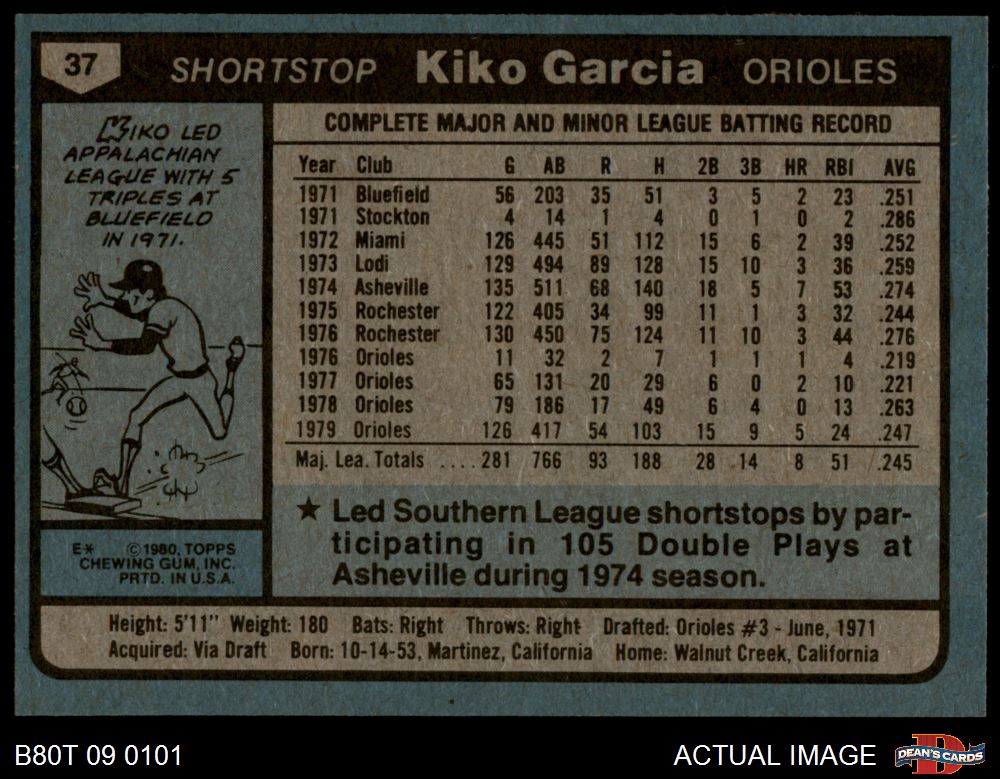 37 SHORTSTOP Kiko Garcia ORIOLES
KIKO LED
APPALACHIAN
LEAGUE WITH 5
TRIPLES AT
BLUEFIELD
IN 1971.
COMPLETE MAJOR AND MINOR LEAGUE BATTING RECORD
Year Club G AB R H 2B 3B HR RBI AVG
1971 Bluefield 56 203 35 51 3 5 2 23 .251
1971 Stockton 4 14 1 4 0 1 0 2 .286
1972 Miami 126 445 51 112 15 6 2 39 .252
1973 Lodi 129 494 89 128 15 10 3 36 .259
1974 Asheville 135 511 68 140 18 5 7 53 .274
1975 Rochester 122 405 34 99 11 1 3 32 .244
1976 Rochester 130 450 75 124 11 10 3 44 .276
1976 Orioles 11 32 2 7 1 1 1 4 .219
1977 Orioles 65 131 20 29 6 0 2 10 .221
1978 Orioles 79 186 17 49 6 4 0 13 .263
1979 Orioles 126 417 54 103 15 9 5 24 .247
Maj. Lea. Totals .... 281 766 93 188 28 14 8 51 .245
★ Led Southern League shortstops by par-
ticipating in 105 Double Plays at
Asheville during 1974 season.
E* © 1980, TOPPS
CHEWING GUM, INC.
PRTD. IN U.S.A.
Height: 5'11" Weight: 180 Bats: Right Throws: Right Drafted: Orioles #3 - June, 1971
Acquired: Via Draft Born: 10-14-53, Martinez, California Home: Walnut Creek, California
B80T 09 0101 ACTUAL IMAGE
D
DEAN'S CARDS